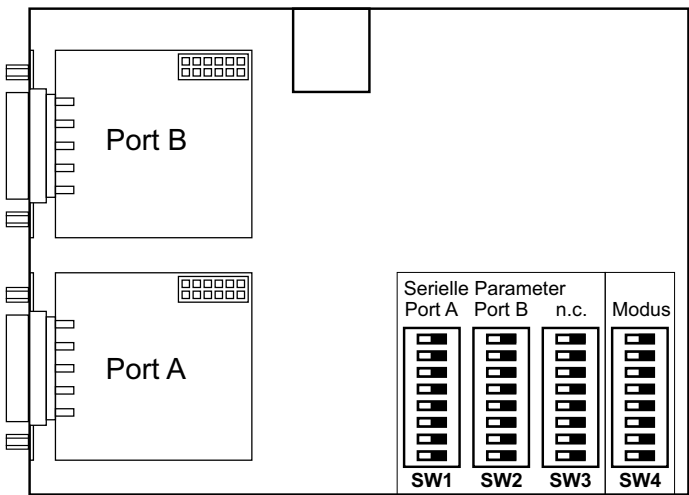 Port B
Port A
Serielle Parameter
Port A Port B n.c. Modus
SW1 SW2 SW3 SW4